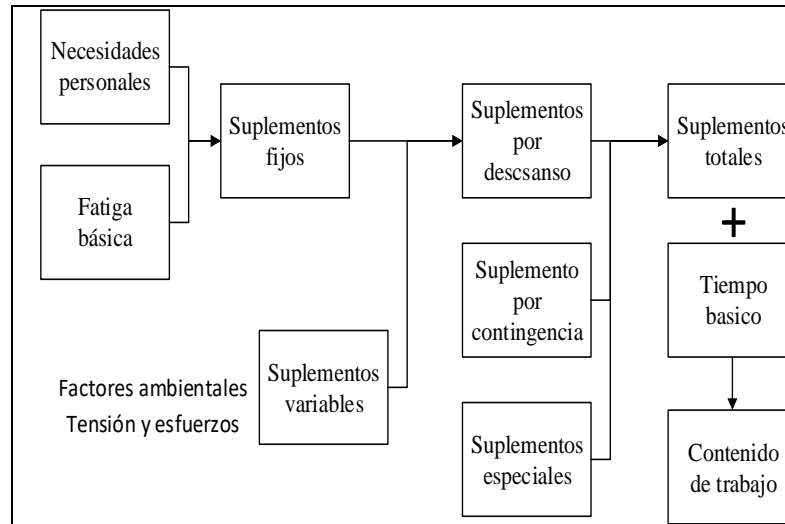 Necesidades
personales
Fatiga
básica
Suplementos
fijos
Factores ambientales
Tensión y esfuerzos
Suplementos
variables
Suplementos
por
descsanso
Suplemento
por
contingencia
Suplementos
especiales
Suplementos
totales
+
Tiempo
basico
Contenido
de trabajo